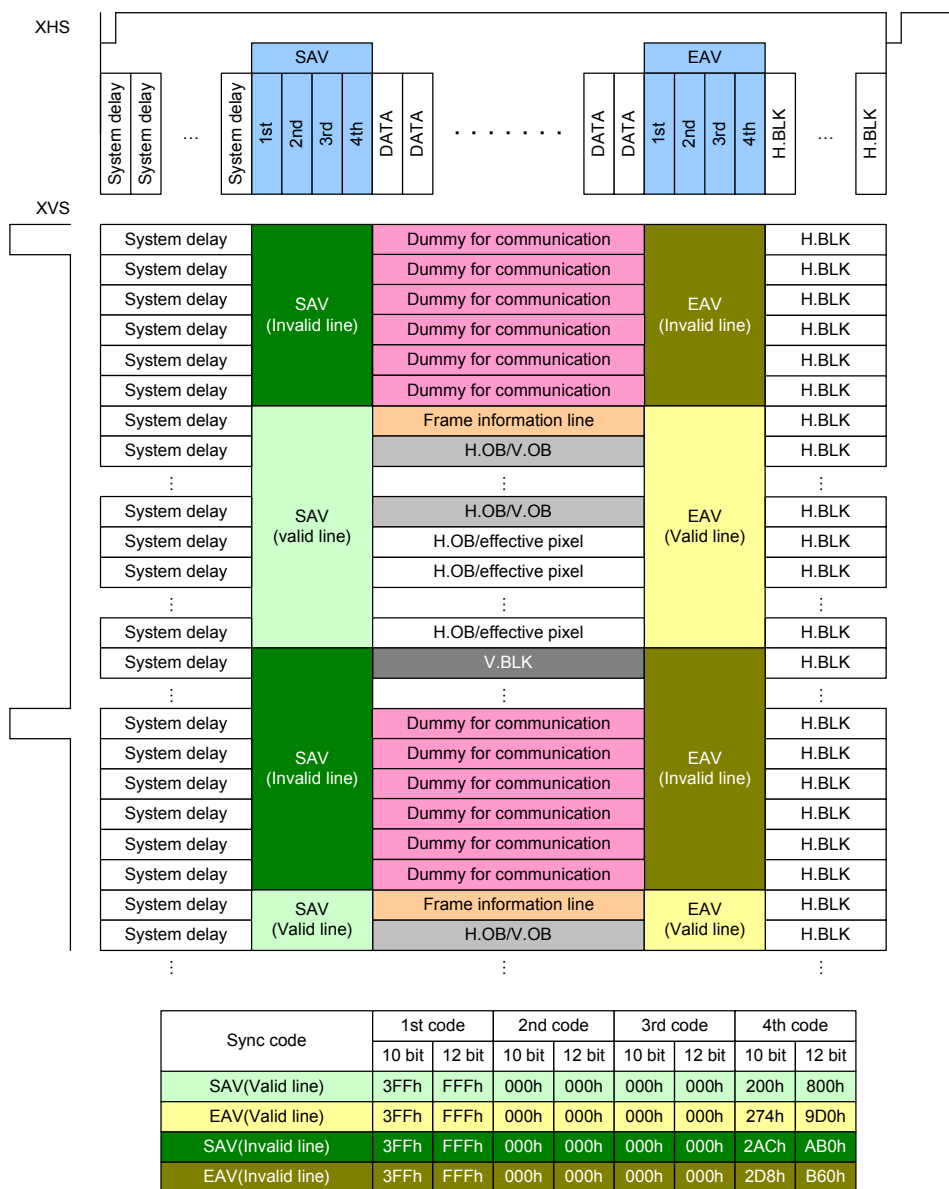 XHS
SAV EAV
System delay System delay ... System delay 1st 2nd 3rd 4th DATA DATA . . . . . . . DATA DATA 1st 2nd 3rd 4th H.BLK ... H.BLK
XVS
System delay Dummy for communication H.BLK
System delay Dummy for communication H.BLK
System delay SAV Dummy for communication EAV H.BLK
System delay (Invalid line) Dummy for communication (Invalid line) H.BLK
System delay Dummy for communication H.BLK
System delay Dummy for communication H.BLK
System delay Frame information line H.BLK
System delay H.OB/V.OB H.BLK
⋮ ⋮ ⋮
System delay SAV H.OB/V.OB EAV H.BLK
System delay (valid line) H.OB/effective pixel (Valid line) H.BLK
System delay H.OB/effective pixel H.BLK
⋮ ⋮ ⋮
System delay H.OB/effective pixel H.BLK
System delay V.BLK H.BLK
⋮ ⋮ ⋮
System delay Dummy for communication H.BLK
System delay SAV Dummy for communication EAV H.BLK
System delay (Invalid line) Dummy for communication (Invalid line) H.BLK
System delay Dummy for communication H.BLK
System delay Dummy for communication H.BLK
System delay Dummy for communication H.BLK
System delay SAV Frame information line EAV H.BLK
System delay (Valid line) H.OB/V.OB (Valid line) H.BLK
⋮ ⋮ ⋮
Sync code 1st code 2nd code 3rd code 4th code
10 bit 12 bit 10 bit 12 bit 10 bit 12 bit 10 bit 12 bit
SAV(Valid line) 3FFh FFFh 000h 000h 000h 000h 200h 800h
EAV(Valid line) 3FFh FFFh 000h 000h 000h 000h 274h 9D0h
SAV(Invalid line) 3FFh FFFh 000h 000h 000h 000h 2ACh AB0h
EAV(Invalid line) 3FFh FFFh 000h 000h 000h 000h 2D8h B60h